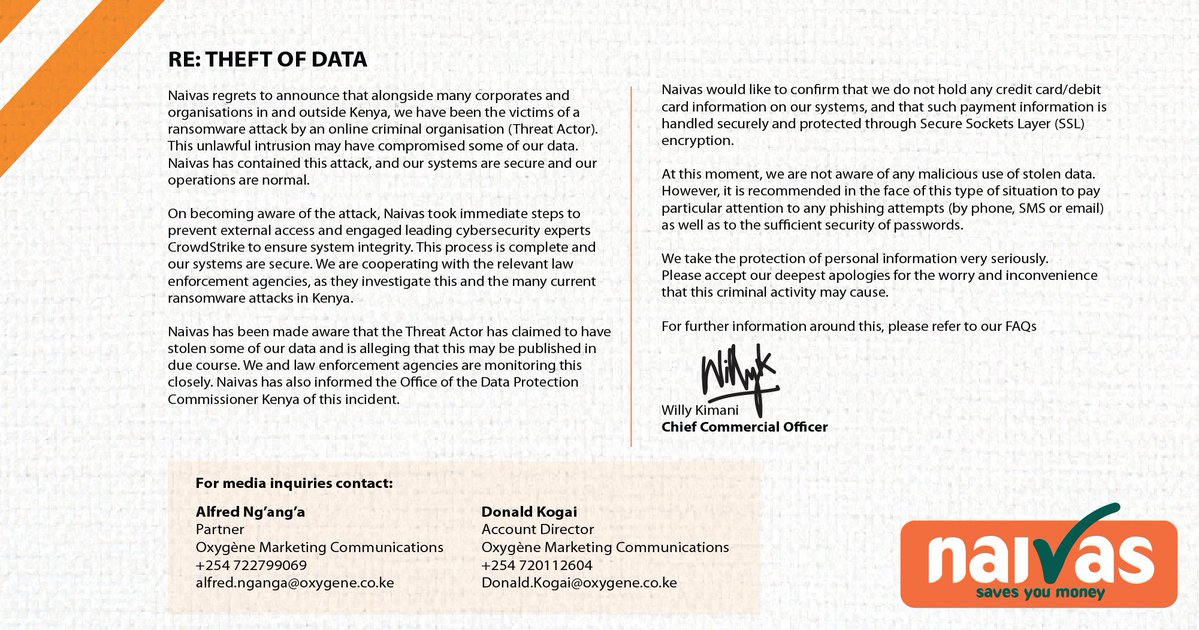 RE: THEFT OF DATA
Naivas regrets to announce that alongside many corporates and
organisations in and outside Kenya, we have been the victims of a
ransomware attack by an online criminal organisation (Threat Actor).
This unlawful intrusion may have compromised some of our data.
Naivas has contained this attack, and our systems are secure and our
operations are normal.
On becoming aware of the attack, Naivas took immediate steps to
prevent external access and engaged leading cybersecurity experts
CrowdStrike to ensure system integrity. This process is complete and
our systems are secure. We are cooperating with the relevant law
enforcement agencies, as they investigate this and the many current
ransomware attacks in Kenya.
Naivas has been made aware that the Threat Actor has claimed to have
stolen some of our data and is alleging that this may be published in
due course. We and law enforcement agencies are monitoring this
closely. Naivas has also informed the Office of the Data Protection
Commissioner Kenya of this incident.
Naivas would like to confirm that we do not hold any credit card/debit
card information on our systems, and that such payment information is
handled securely and protected through Secure Sockets Layer (SSL)
encryption.
At this moment, we are not aware of any malicious use of stolen data.
However, it is recommended in the face of this type of situation to pay
particular attention to any phishing attempts (by phone, SMS or email)
as well as to the sufficient security of passwords.
We take the protection of personal information very seriously.
Please accept our deepest apologies for the worry and inconvenience
that this criminal activity may cause.
For further information around this, please refer to our FAQs
Willyk
Willy Kimani
Chief Commercial Officer
For media inquiries contact:
Alfred Ng'ang'a
Partner
Oxygène Marketing Communications
+254 722799069
alfred.nganga@oxygene.co.ke
Donald Kogai
Account Director
Oxygène Marketing Communications
+254 720112604
Donald.Kogai@oxygene.co.ke
naivas
saves you money